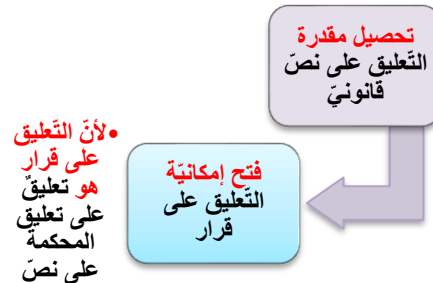 تحصيل مقدرة
التّعليق على نصّ
قانونيّ
فتح إمكانيّة
التّعليق على
قرار
•لأنّ التّعليق
على قرار
هو تعليقٌ
على تعليق
المحكمة
على نصّ